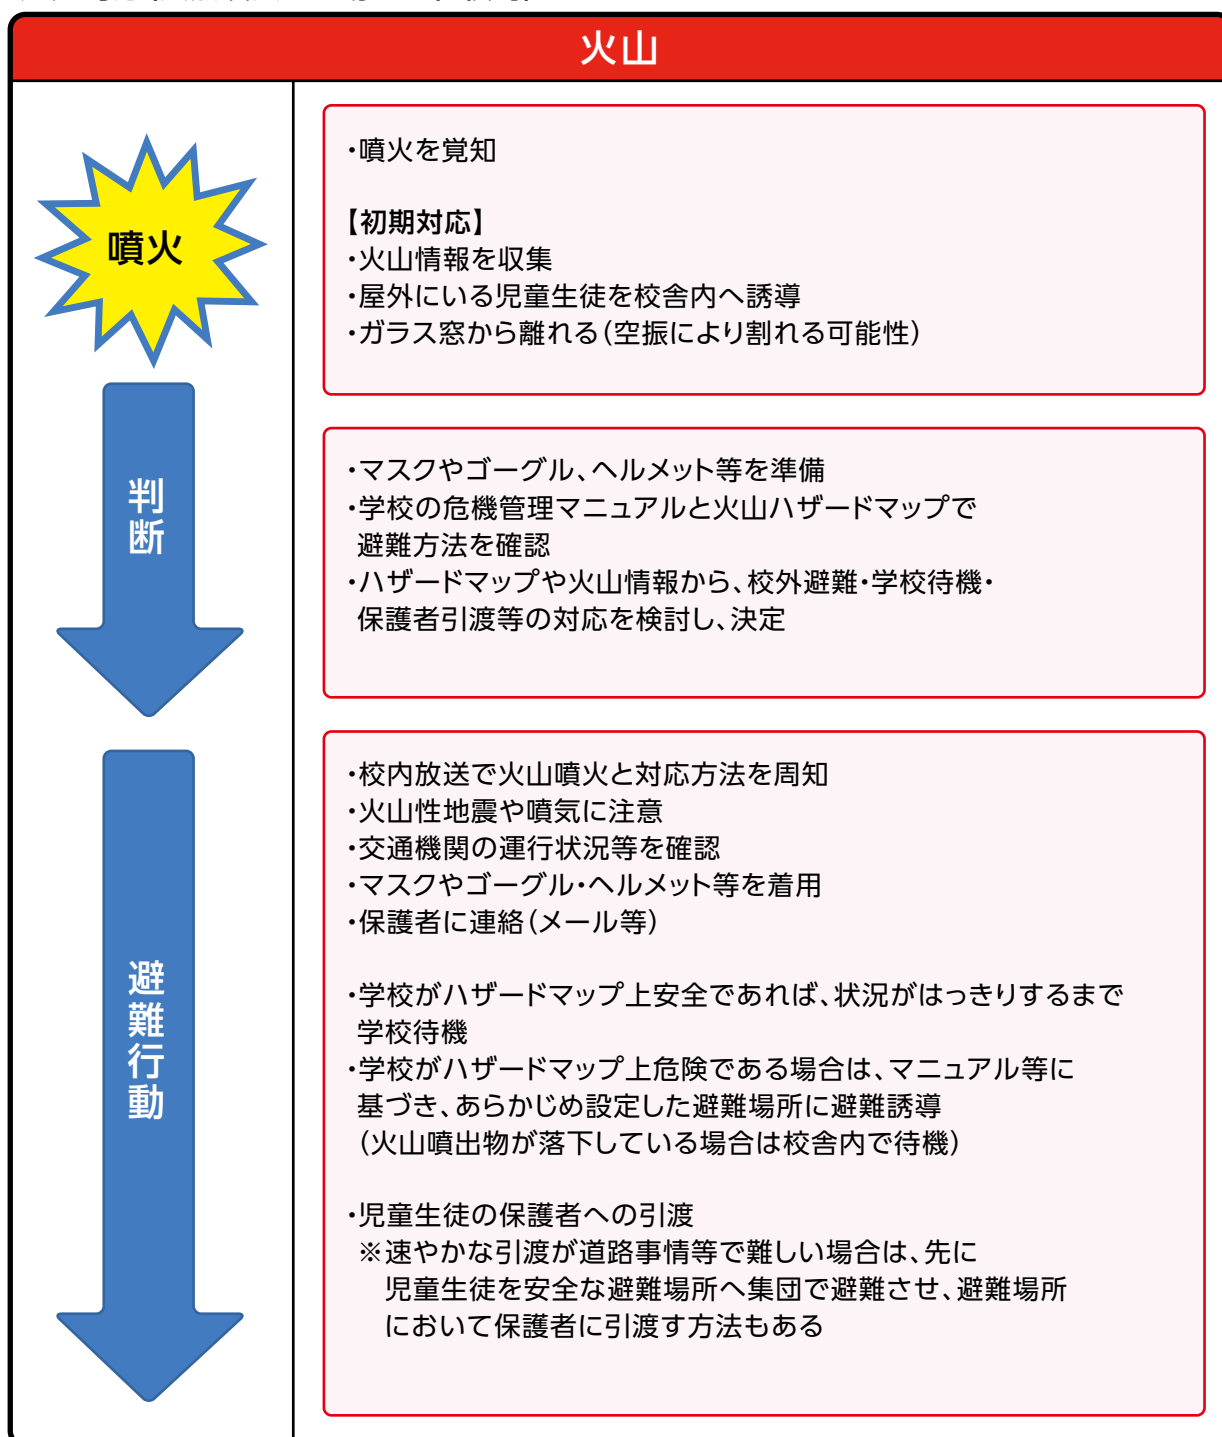 火山
噴火
・噴火を覚知
【初期対応】
・火山情報を収集
・屋外にいる児童生徒を校舎内へ誘導
・ガラス窓から離れる（空振により割れる可能性）
判断
・マスクやゴーグル、ヘルメット等を準備
・学校の危機管理マニュアルと火山ハザードマップで
避難方法を確認
・ハザードマップや火山情報から、校外避難・学校待機・
保護者引渡等の対応を検討し、決定
避難行動
・校内放送で火山噴火と対応方法を周知
・火山性地震や噴気に注意
・交通機関の運行状況等を確認
・マスクやゴーグル・ヘルメット等を着用
・保護者に連絡（メール等）
・学校がハザードマップ上安全であれば、状況がはっきりするまで
学校待機
・学校がハザードマップ上危険である場合は、マニュアル等に
基づき、あらかじめ設定した避難場所に避難誘導
（火山噴出物が落下している場合は校舎内で待機）
・児童生徒の保護者への引渡
※速やかな引渡が道路事情等で難しい場合は、先に
児童生徒を安全な避難場所へ集団で避難させ、避難場所
において保護者に引渡す方法もある